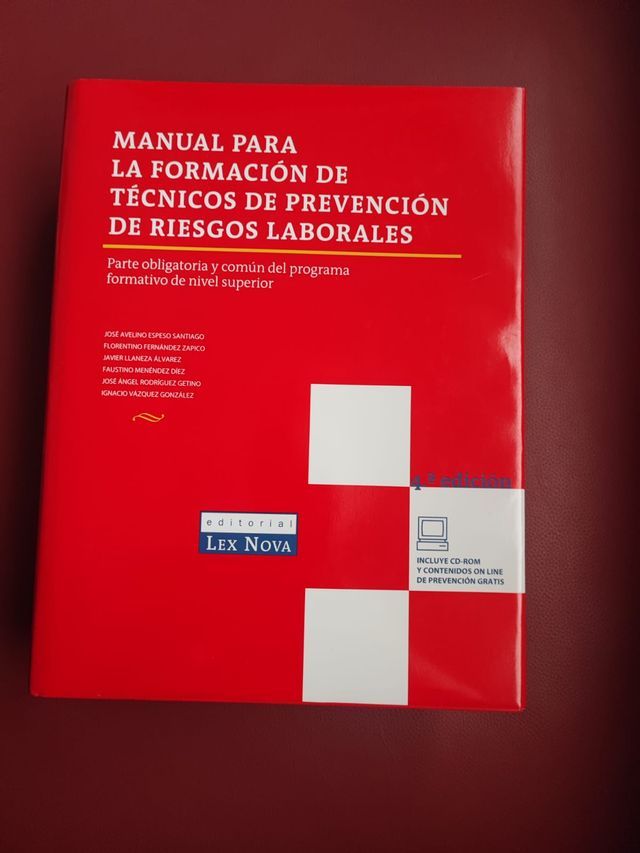 MANUAL PARA
LA FORMACIÓN DE
TÉCNICOS DE PREVENCIÓN
DE RIESGOS LABORALES
Parte obligatoria y común del programa
formativo de nivel superior
JOSÉ AVELINO ESPESO SANTIAGO
FLORENTINO FERNÁNDEZ ZAPICO
JAVIER LLANEZA ÁLVAREZ
FAUSTINO MENÉNDEZ DÍEZ
JOSÉ ÁNGEL RODRÍGUEZ GETINO
IGNACIO VÁZQUEZ GONZÁLEZ
4.ª edición
editorial
LEX NOVA
INCLUYE CD-ROM
Y CONTENIDOS ON LINE
DE PREVENCIÓN GRATIS